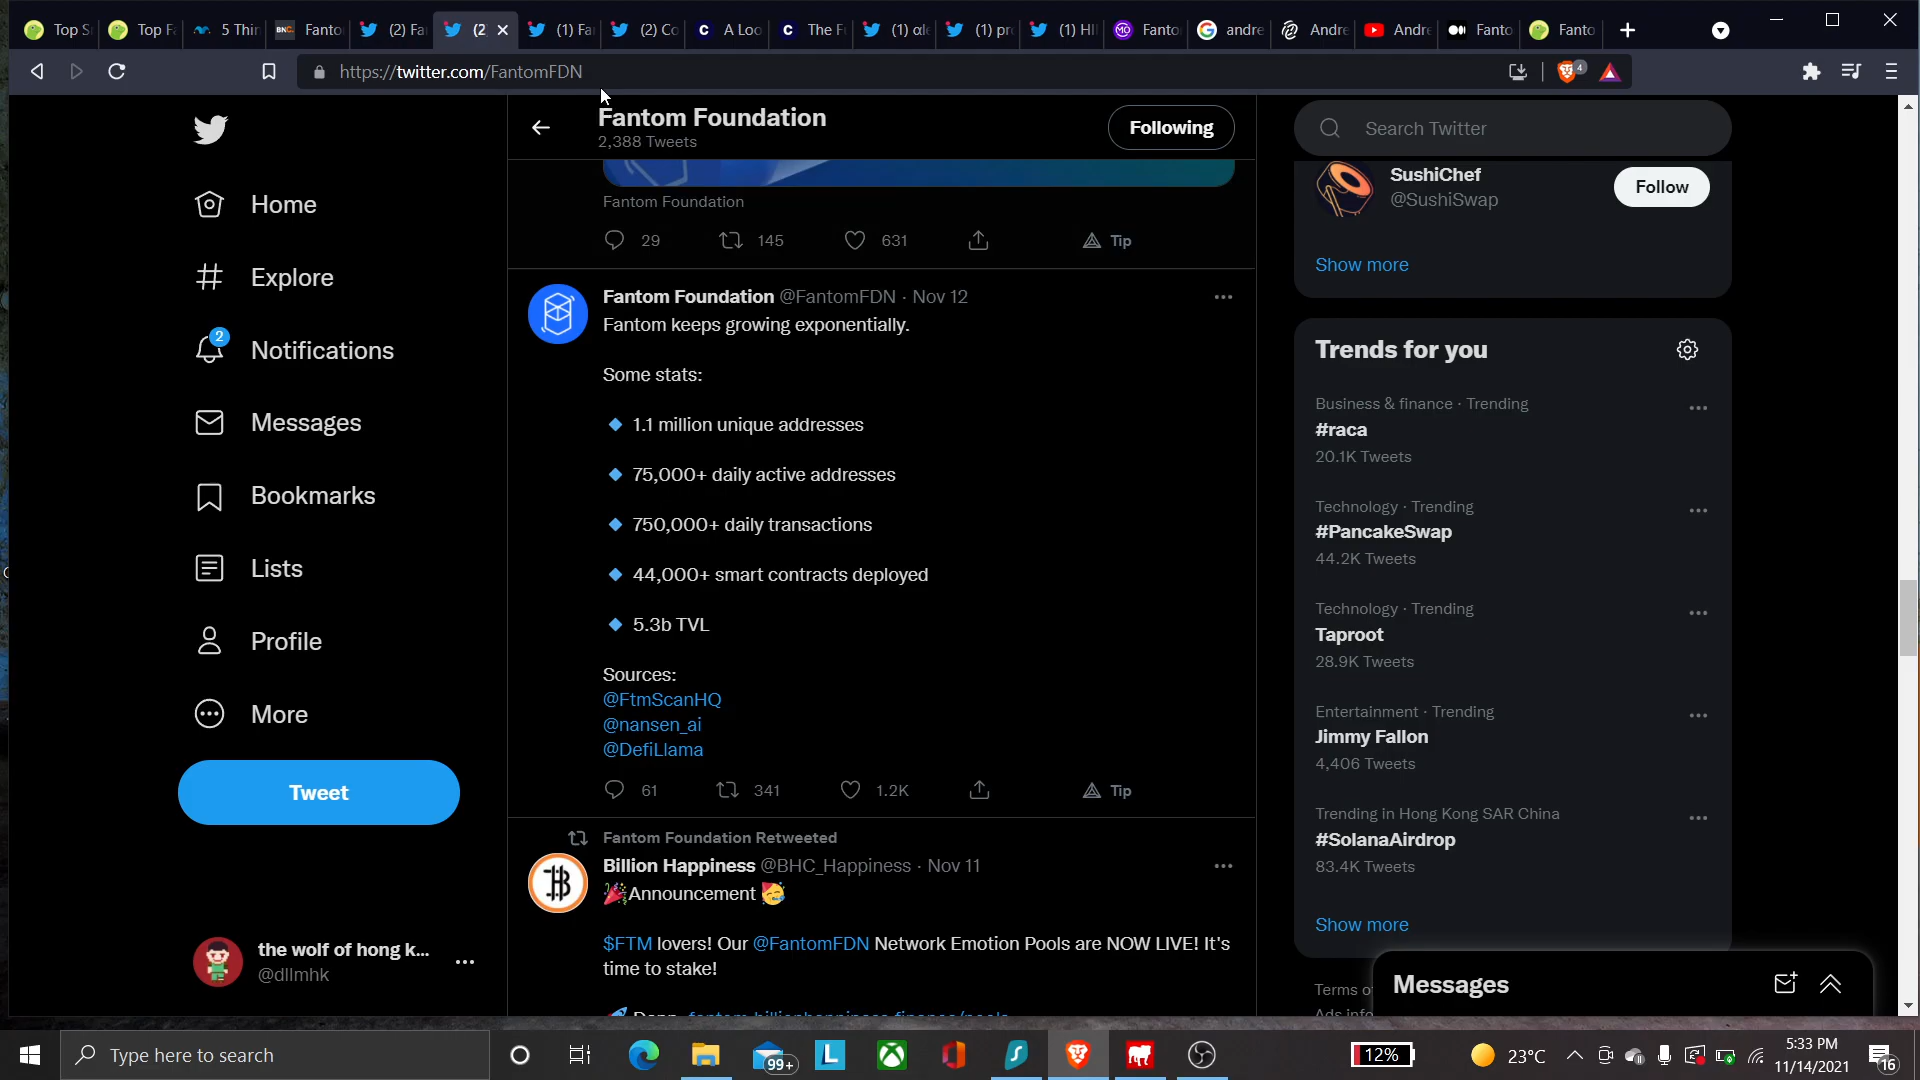 Top S
Top Fa
5 Thin
BNC
Fanto
(2) Fa
(2
(1) Fa
(2) Co
A Loo
The F
(1) ale
(1) pr
(1) HI
Fanto
andre
Andre
Andre
Fanto
Fanto
https://twitter.com/FantomFDN
4
Fantom Foundation
2,388 Tweets
Following
Search Twitter
Home
Explore
2
Notifications
Messages
Bookmarks
Lists
Profile
More
Tweet
the wolf of hong k...
@dllmhk
Fantom Foundation
29
145
631
Tip
Fantom Foundation @FantomFDN · Nov 12
Fantom keeps growing exponentially.
Some stats:
🔹 1.1 million unique addresses
🔹 75,000+ daily active addresses
🔹 750,000+ daily transactions
🔹 44,000+ smart contracts deployed
🔹 5.3b TVL
Sources:
@FtmScanHQ
@nansen_ai
@DefiLlama
61
341
1.2K
Tip
Fantom Foundation Retweeted
Billion Happiness @BHC_Happiness · Nov 11
🎉Announcement 🥳
$FTM lovers! Our @FantomFDN Network Emotion Pools are NOW LIVE! It's
time to stake!
SushiChef
@SushiSwap
Follow
Show more
Trends for you
Business & finance · Trending
#raca
20.1K Tweets
Technology · Trending
#PancakeSwap
44.2K Tweets
Technology · Trending
Taproot
28.9K Tweets
Entertainment · Trending
Jimmy Fallon
4,406 Tweets
Trending in Hong Kong SAR China
#SolanaAirdrop
83.4K Tweets
Show more
Terms o
Ads info
Messages
Type here to search
99+
L
12%
23°C
5:33 PM
11/14/2021
16